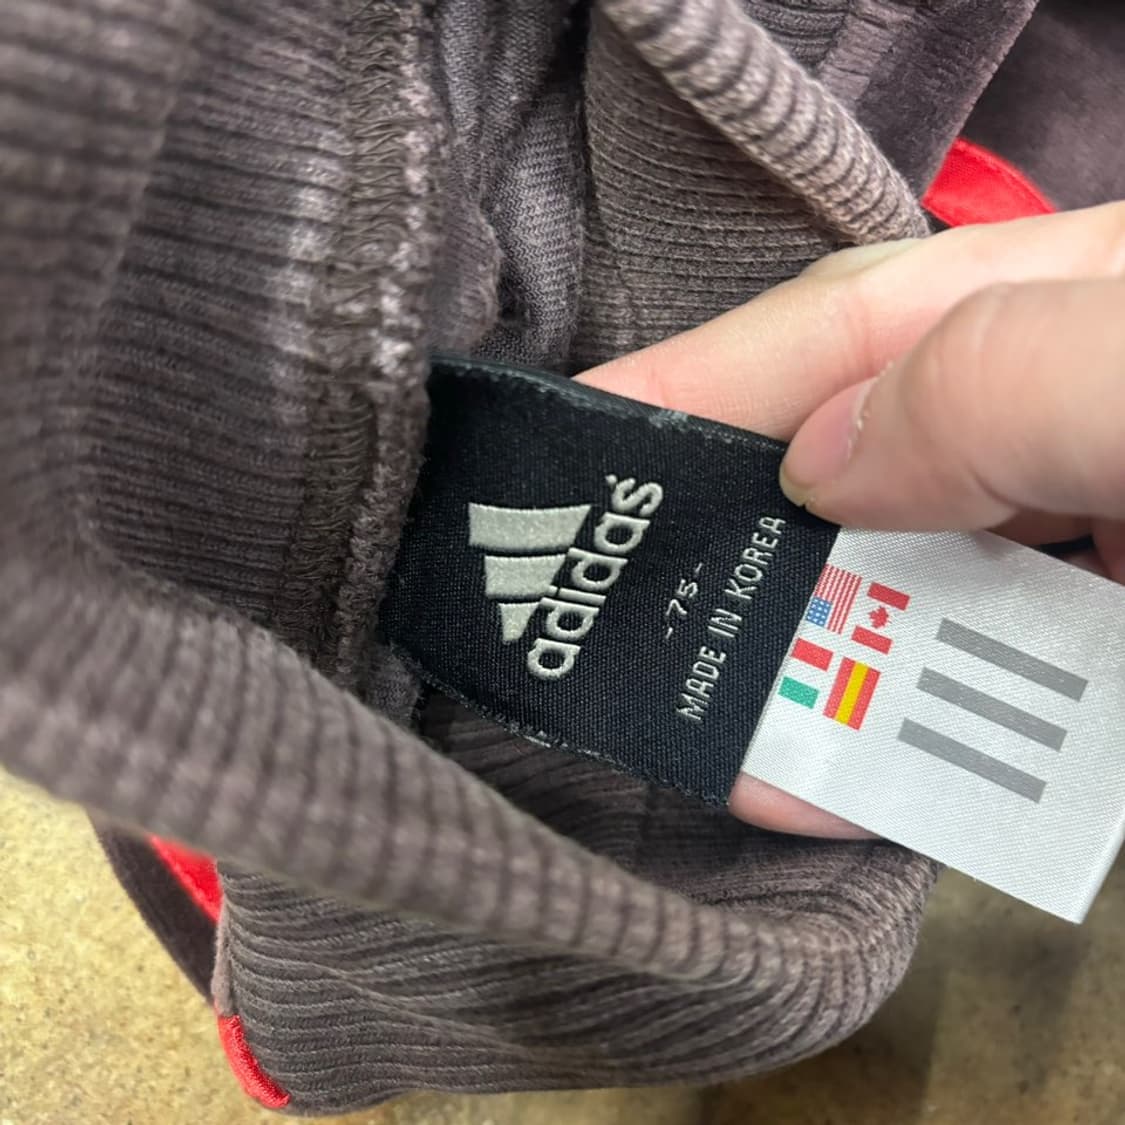 adidas
-75-
MADE IN KOREA